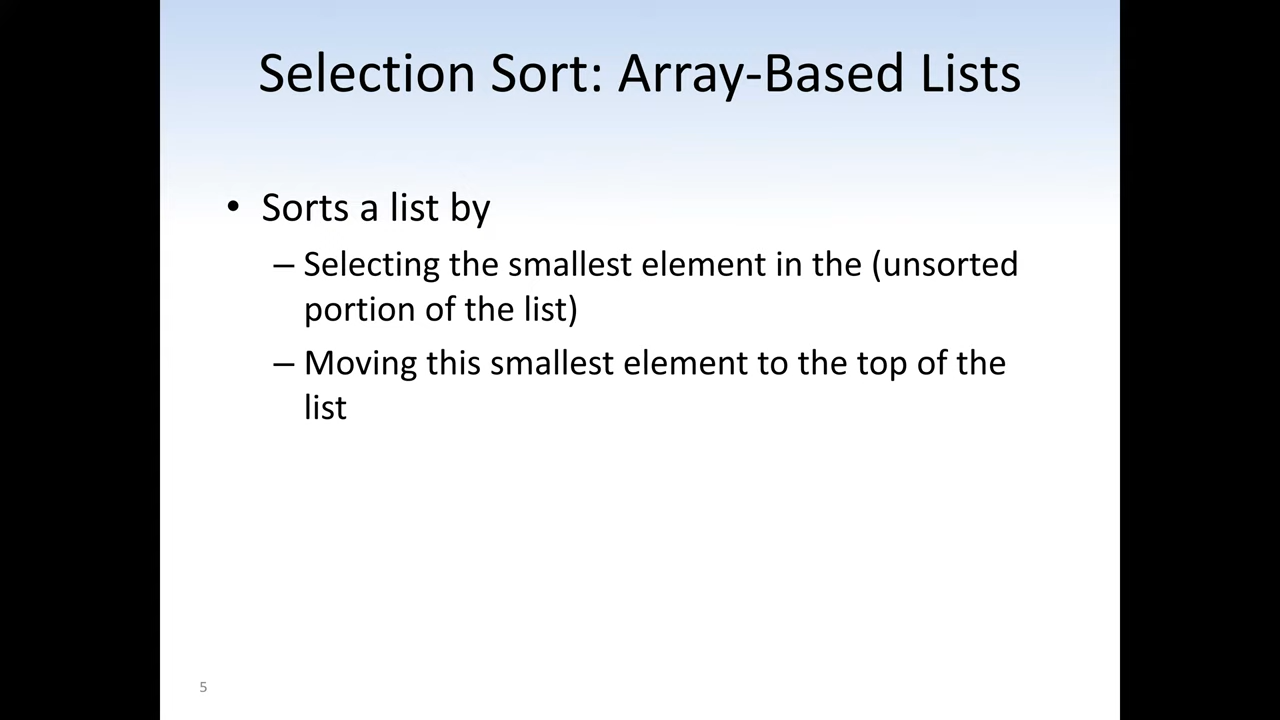 Selection Sort: Array-Based Lists
• Sorts a list by
– Selecting the smallest element in the (unsorted
portion of the list)
– Moving this smallest element to the top of the
list
5